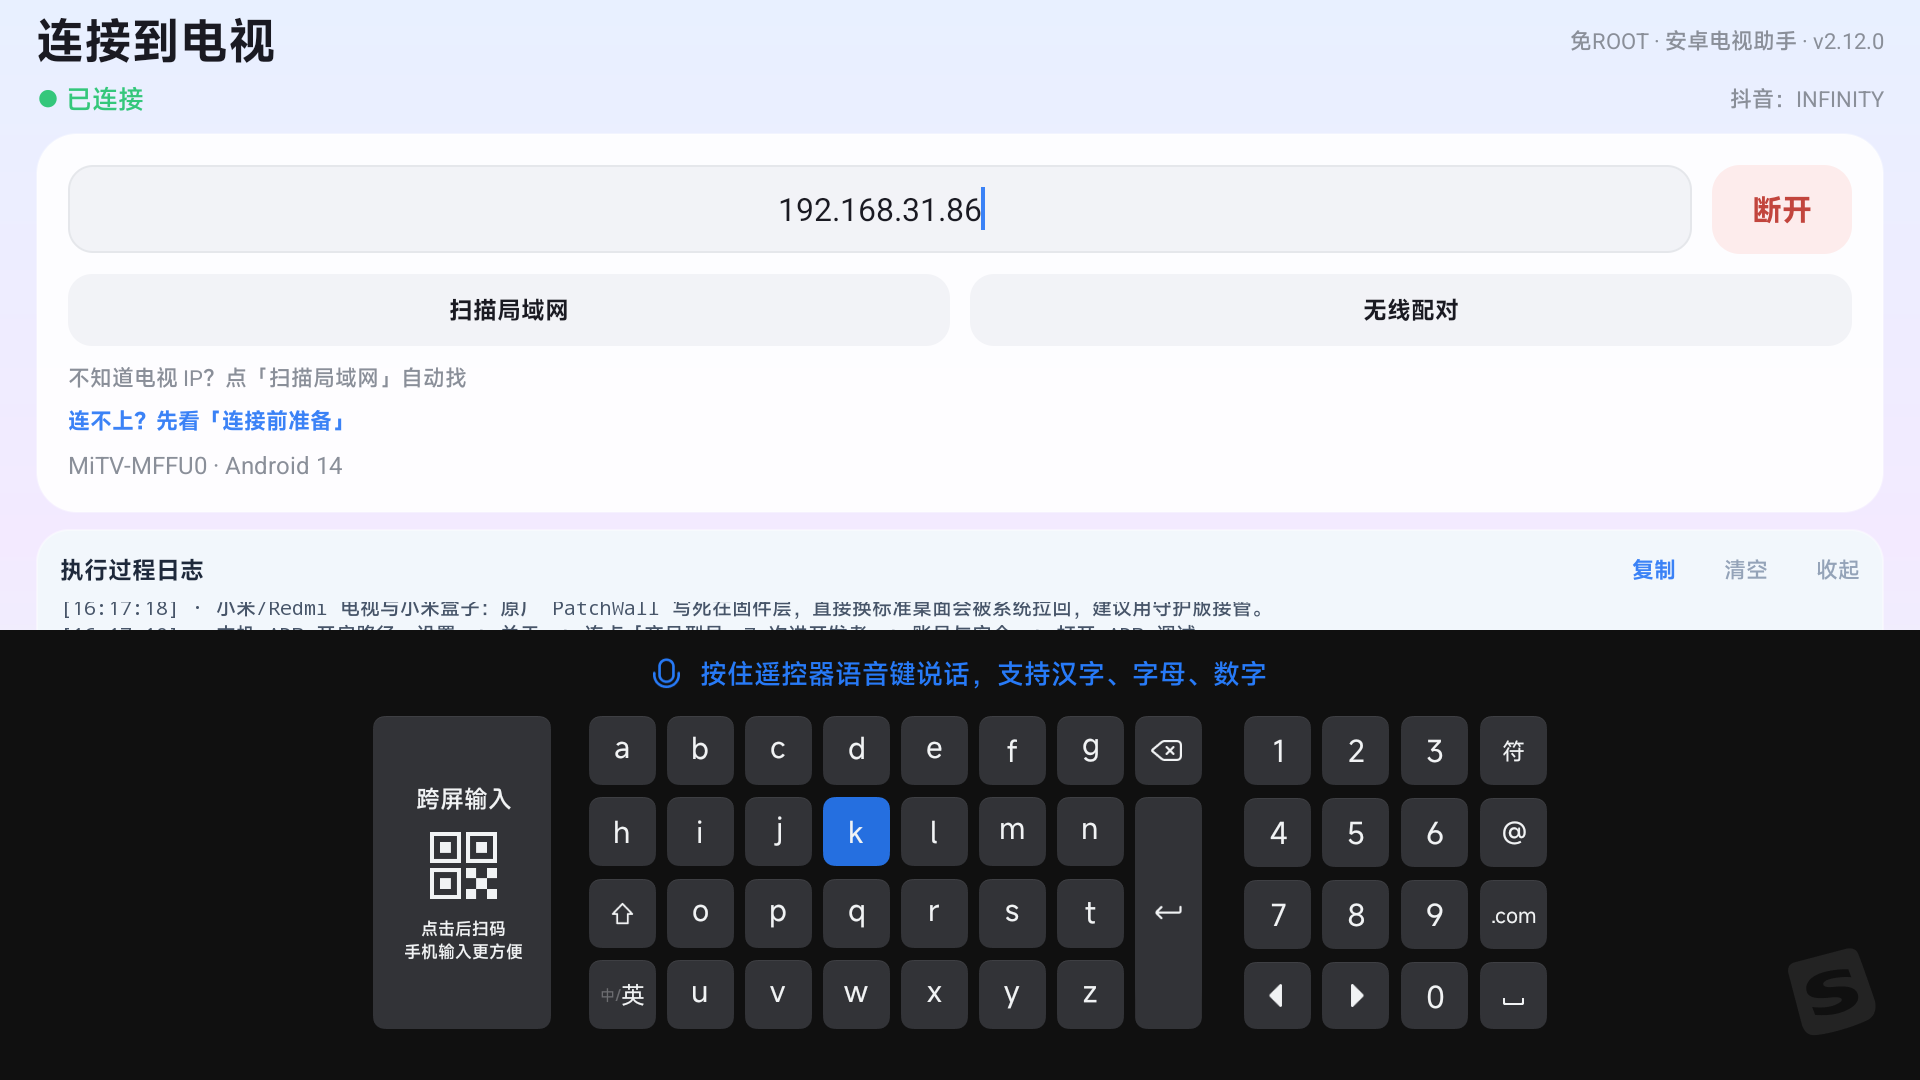 连接到电视
免ROOT · 安卓电视助手 · v2.12.0
已连接
抖音：INFINITY
192.168.31.86
断开
扫描局域网
无线配对
不知道电视 IP？点「扫描局域网」自动找
连不上？先看「连接前准备」
MiTV-MFFU0 · Android 14
执行过程日志
复制
清空
收起
[16:17:18] · 小米/Redmi 电视与小米盒子：原厂 PatchWall 写死在固件层，直接换标准桌面会被系统拉回，建议用守护版接管。
按住遥控器语音键说话，支持汉字、字母、数字
跨屏输入
点击后扫码
手机输入更方便
a b c d e f g
1 2 3 符
h i j k l m n
4 5 6 @
o p q r s t
7 8 9 .com
中/英 u v w x y z
0
S